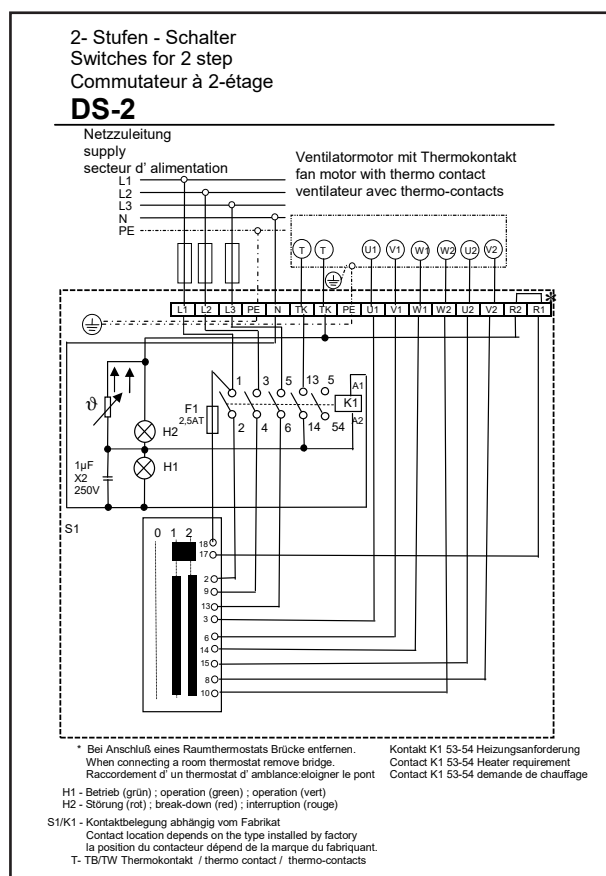 2- Stufen - Schalter
Switches for 2 step
Commutateur à 2-étage
DS-2
Netzzuleitung
supply
secteur d' alimentation
Ventilatormotor mit Thermokontakt
fan motor with thermo contact
ventilateur avec thermo-contacts
L1
L2
L3
N
PE
T T U1 V1 W1 W2 U2 V2
*
L1 L2 L3 PE N TK TK PE U1 V1 W1 W2 U2 V2 R2 R1
1 3 5 13 5
A1
K1
A2
F1
2,5AT
2 4 6 14 54
ϑ
H2
H1
1µF
X2
250V
S1
0 1 2
18
17
2
9
13
3
6
14
15
8
10
* Bei Anschluß eines Raumthermostats Brücke entfernen.
When connecting a room thermostat remove bridge.
Raccordement d' un thermostat d' amblance:eloigner le pont
Kontakt K1 53-54 Heizungsanforderung
Contact K1 53-54 Heater requirement
Contact K1 53-54 demande de chauffage
H1 - Betrieb (grün) ; operation (green) ; operation (vert)
H2 - Störung (rot) ; break-down (red) ; interruption (rouge)
S1/K1 - Kontaktbelegung abhängig vom Fabrikat
Contact location depends on the type installed by factory
la position du contacteur dépend de la marque du fabriquant.
T- TB/TW Thermokontakt / thermo contact / thermo-contacts